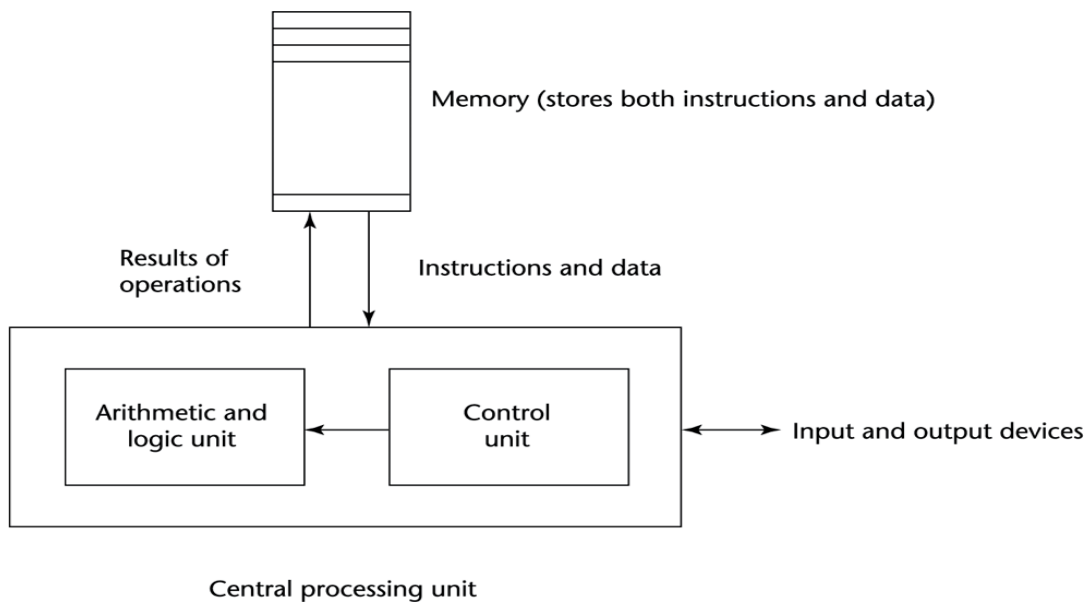 Memory (stores both instructions and data)
Results of
operations
Instructions and data
Arithmetic and
logic unit
Control
unit
Input and output devices
Central processing unit